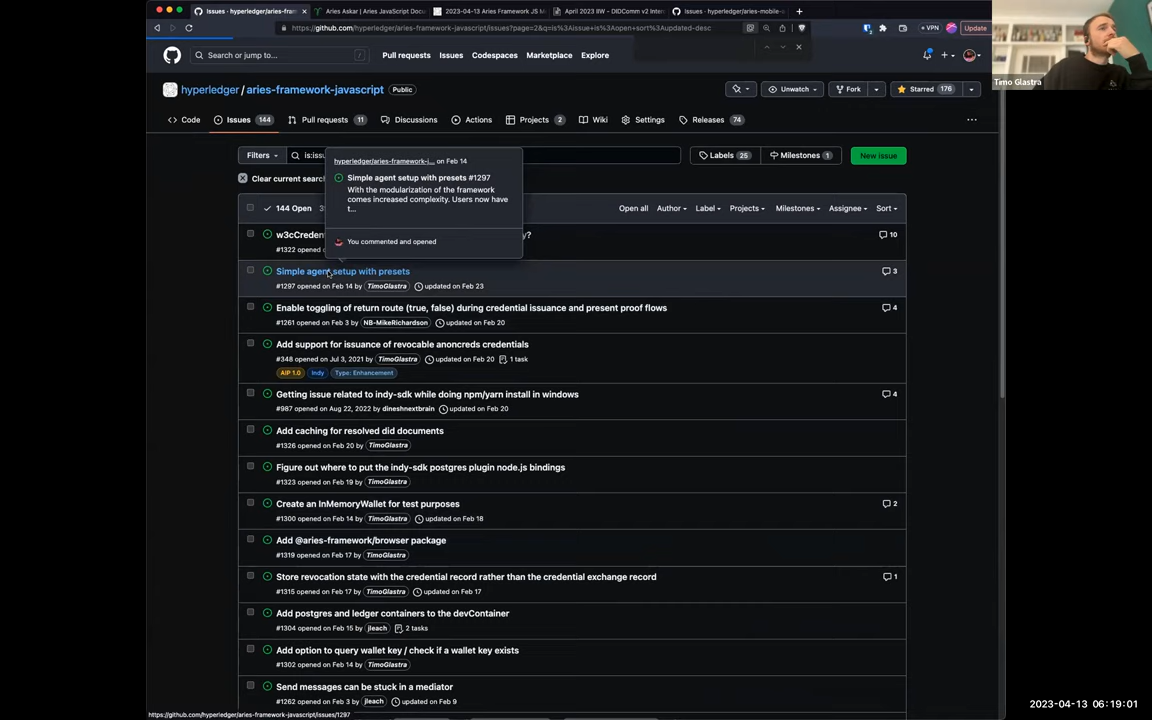 Issues · hyperledger/aries-fram
Aries Askar | Aries JavaScript Docu
2023-04-13 Aries Framework JS M
April 2023 IIW – DIDComm v2 Inter
Issues · hyperledger/aries-mobile-a
https://github.com/hyperledger/aries-framework-javascript/issues?page=2&q=is%3Aissue+is%3Aopen+sort%3Aupdated-desc
VPN
Update
Search or jump to...
/
Pull requests
Issues
Codespaces
Marketplace
Explore
Timo Glastra
hyperledger / aries-framework-javascript
Public
Unwatch
Fork
Starred 176
Code
Issues 144
Pull requests 11
Discussions
Actions
Projects 2
Wiki
Settings
Releases 74
Filters
is:issu
Labels 25
Milestones 1
New issue
Clear current sear
hyperledger/aries-framework-j... on Feb 14
Simple agent setup with presets #1297
With the modularization of the framework
comes increased complexity. Users now have
t...
You commented and opened
144 Open
Open all
Author
Label
Projects
Milestones
Assignee
Sort
w3cCreden
y?
10
#1322 opened
Simple agent setup with presets
3
#1297 opened on Feb 14 by TimoGlastra updated on Feb 23
Enable toggling of return route (true, false) during credential issuance and present proof flows
4
#1261 opened on Feb 3 by NB-MikeRichardson updated on Feb 20
Add support for issuance of revocable anoncreds credentials
#348 opened on Jul 3, 2021 by TimoGlastra updated on Feb 20 1 task
AIP 1.0 Indy Type: Enhancement
Getting issue related to indy-sdk while doing npm/yarn install in windows
4
#987 opened on Aug 22, 2022 by dineshnextbrain updated on Feb 20
Add caching for resolved did documents
#1326 opened on Feb 20 by TimoGlastra
Figure out where to put the indy-sdk postgres plugin node.js bindings
#1323 opened on Feb 19 by TimoGlastra
Create an InMemoryWallet for test purposes
2
#1300 opened on Feb 14 by TimoGlastra updated on Feb 18
Add @aries-framework/browser package
#1319 opened on Feb 17 by TimoGlastra
Store revocation state with the credential record rather than the credential exchange record
1
#1315 opened on Feb 17 by TimoGlastra updated on Feb 17
Add postgres and ledger containers to the devContainer
#1304 opened on Feb 15 by jleach 2 tasks
Add option to query wallet key / check if a wallet key exists
#1302 opened on Feb 14 by TimoGlastra
Send messages can be stuck in a mediator
#1262 opened on Feb 3 by jleach updated on Feb 9
https://github.com/hyperledger/aries-framework-javascript/issues/1297
2023-04-13 06:19:01